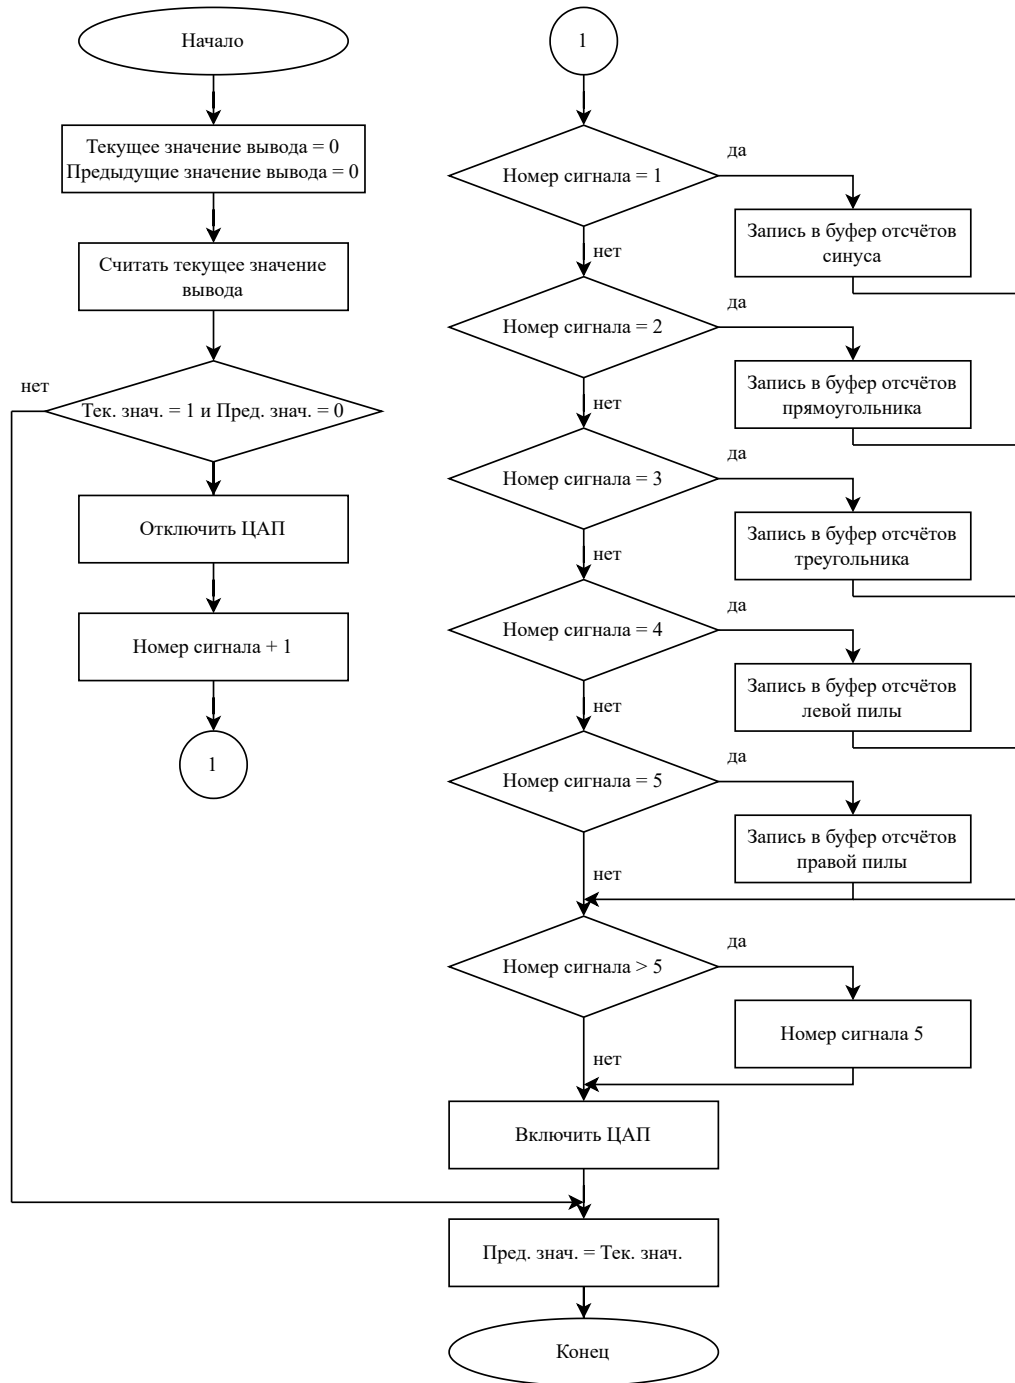 Начало
Текущее значение вывода = 0
Предыдущие значение вывода = 0
Считать текущее значение
вывода
нет
Тек. знач. = 1 и Пред. знач. = 0
Отключить ЦАП
Номер сигнала + 1
1
1
да
Номер сигнала = 1
Запись в буфер отсчётов
синуса
нет
да
Номер сигнала = 2
Запись в буфер отсчётов
прямоугольника
нет
да
Номер сигнала = 3
Запись в буфер отсчётов
треугольника
нет
да
Номер сигнала = 4
Запись в буфер отсчётов
левой пилы
нет
да
Номер сигнала = 5
Запись в буфер отсчётов
правой пилы
нет
да
Номер сигнала > 5
Номер сигнала 5
нет
Включить ЦАП
Пред. знач. = Тек. знач.
Конец